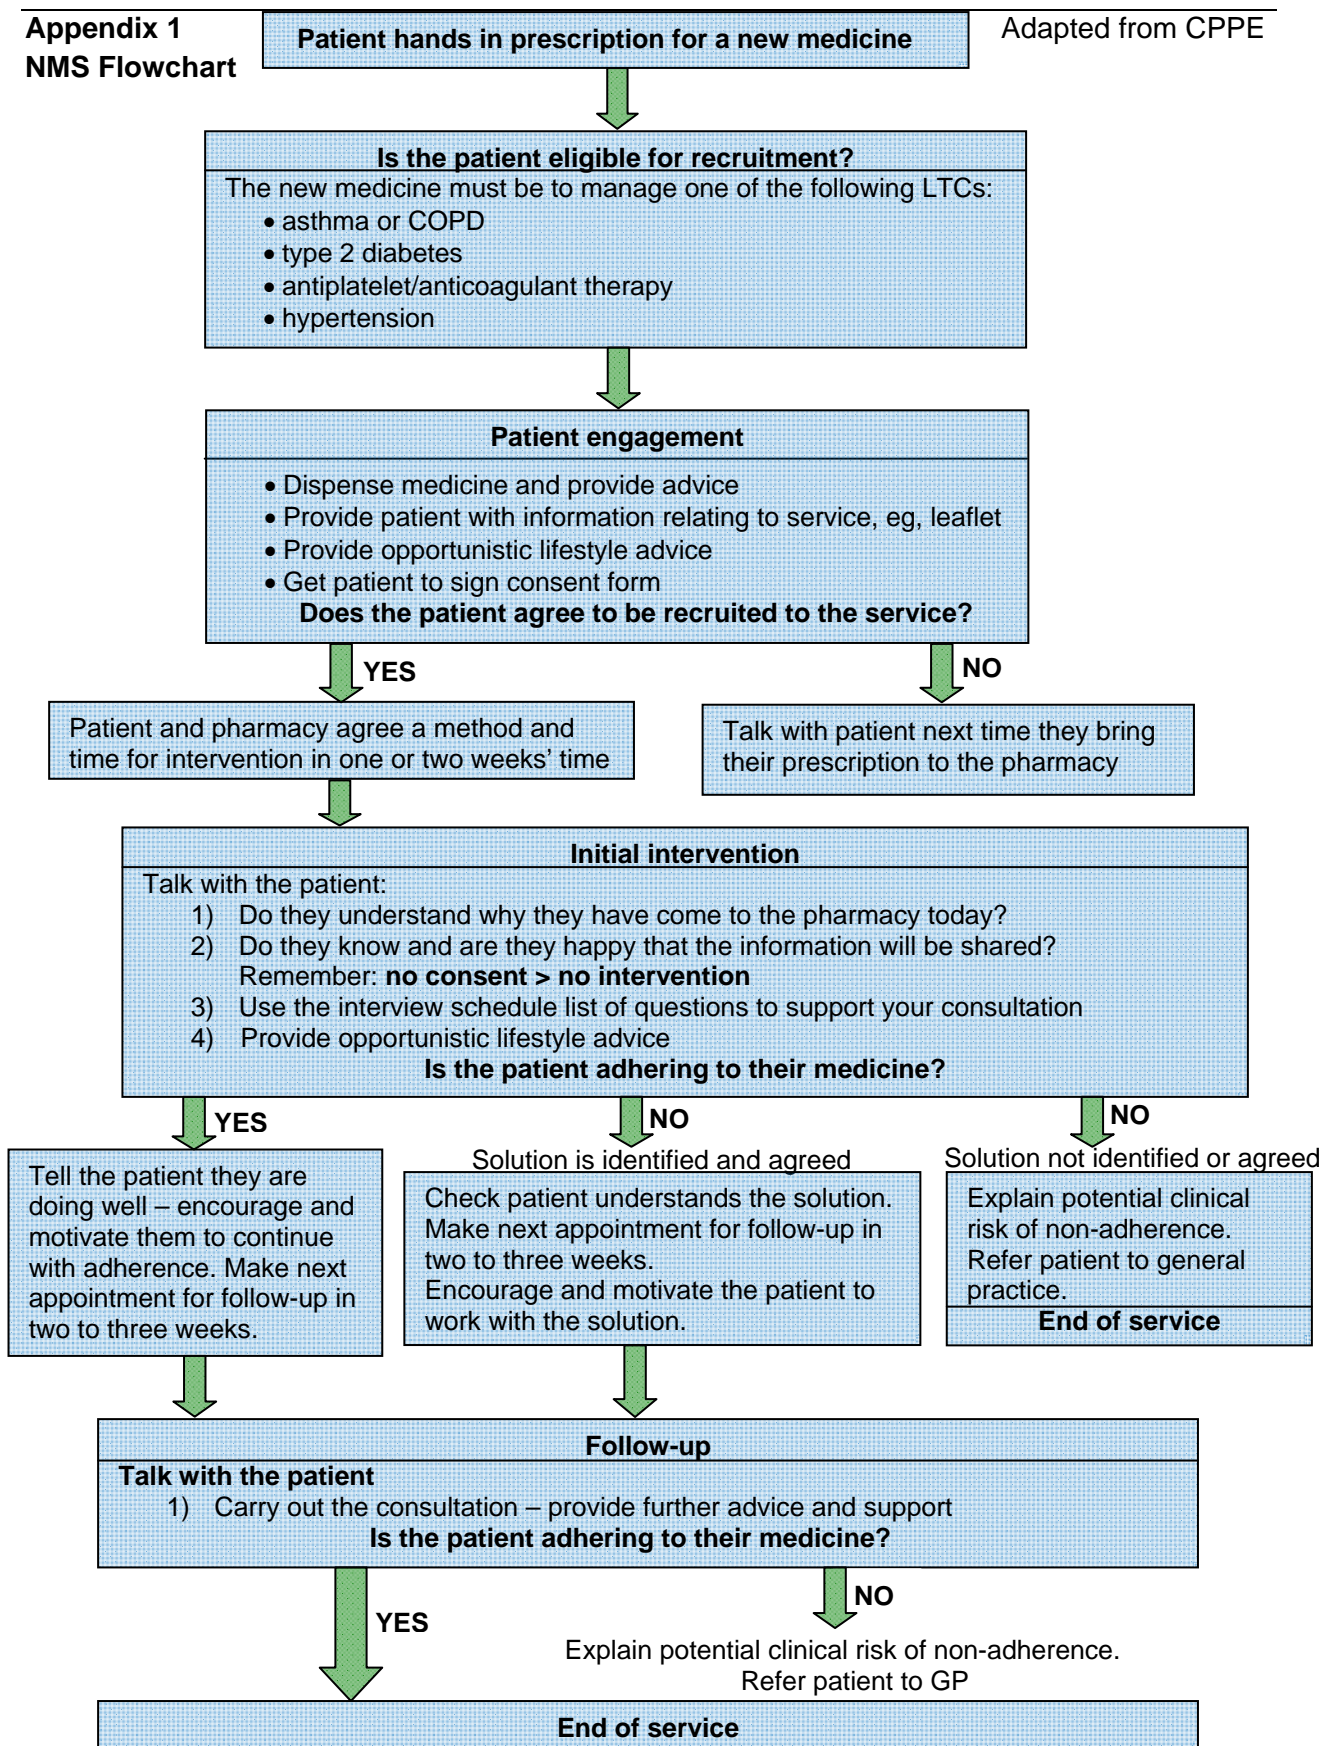 Appendix 1
NMS Flowchart
Adapted from CPPE
Patient hands in prescription for a new medicine
Is the patient eligible for recruitment?
The new medicine must be to manage one of the following LTCs:
• asthma or COPD
• type 2 diabetes
• antiplatelet/anticoagulant therapy
• hypertension
Patient engagement
• Dispense medicine and provide advice
• Provide patient with information relating to service, eg, leaflet
• Provide opportunistic lifestyle advice
• Get patient to sign consent form
Does the patient agree to be recruited to the service?
YES
NO
Patient and pharmacy agree a method and
time for intervention in one or two weeks’ time
Talk with patient next time they bring
their prescription to the pharmacy
Initial intervention
Talk with the patient:
1) Do they understand why they have come to the pharmacy today?
2) Do they know and are they happy that the information will be shared?
Remember: no consent > no intervention
3) Use the interview schedule list of questions to support your consultation
4) Provide opportunistic lifestyle advice
Is the patient adhering to their medicine?
YES
Tell the patient they are
doing well – encourage and
motivate them to continue
with adherence. Make next
appointment for follow-up in
two to three weeks.
NO
Solution is identified and agreed
Check patient understands the solution.
Make next appointment for follow-up in
two to three weeks.
Encourage and motivate the patient to
work with the solution.
NO
Solution not identified or agreed
Explain potential clinical
risk of non-adherence.
Refer patient to general
practice.
End of service
Follow-up
Talk with the patient
1) Carry out the consultation – provide further advice and support
Is the patient adhering to their medicine?
YES
NO
Explain potential clinical risk of non-adherence.
Refer patient to GP
End of service